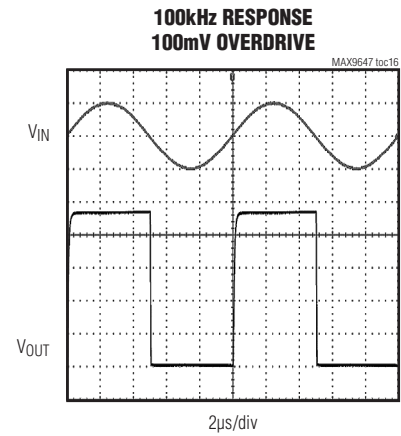 100kHz RESPONSE
100mV OVERDRIVE
MAX9647 toc16
VIN
VOUT
2µs/div